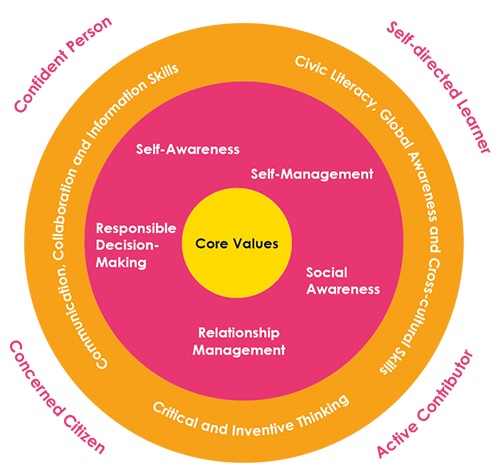 Confident Person
Self-directed Learner
Communication, Collaboration and Information Skills
Civic Literacy, Global Awareness and Cross-cultural Skills
Self-Awareness
Self-Management
Responsible
Decision-
Making
Core Values
Social
Awareness
Relationship
Management
Critical and Inventive Thinking
Concerned Citizen
Active Contributor